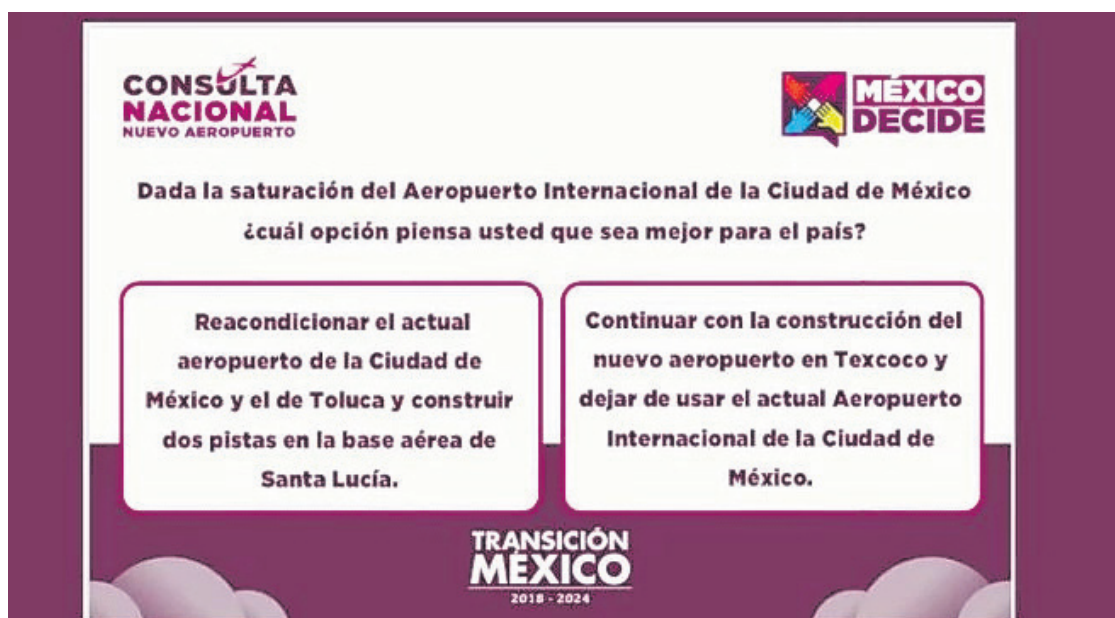 CONSULTA
NACIONAL
NUEVO AEROPUERTO
MÉXICO
DECIDE
Dada la saturación del Aeropuerto Internacional de la Ciudad de México
¿cuál opción piensa usted que sea mejor para el país?
Reacondicionar el actual
aeropuerto de la Ciudad de
México y el de Toluca y construir
dos pistas en la base aérea de
Santa Lucía.
Continuar con la construcción del
nuevo aeropuerto en Texcoco y
dejar de usar el actual Aeropuerto
Internacional de la Ciudad de
México.
TRANSICIÓN
MÉXICO
2018 - 2024